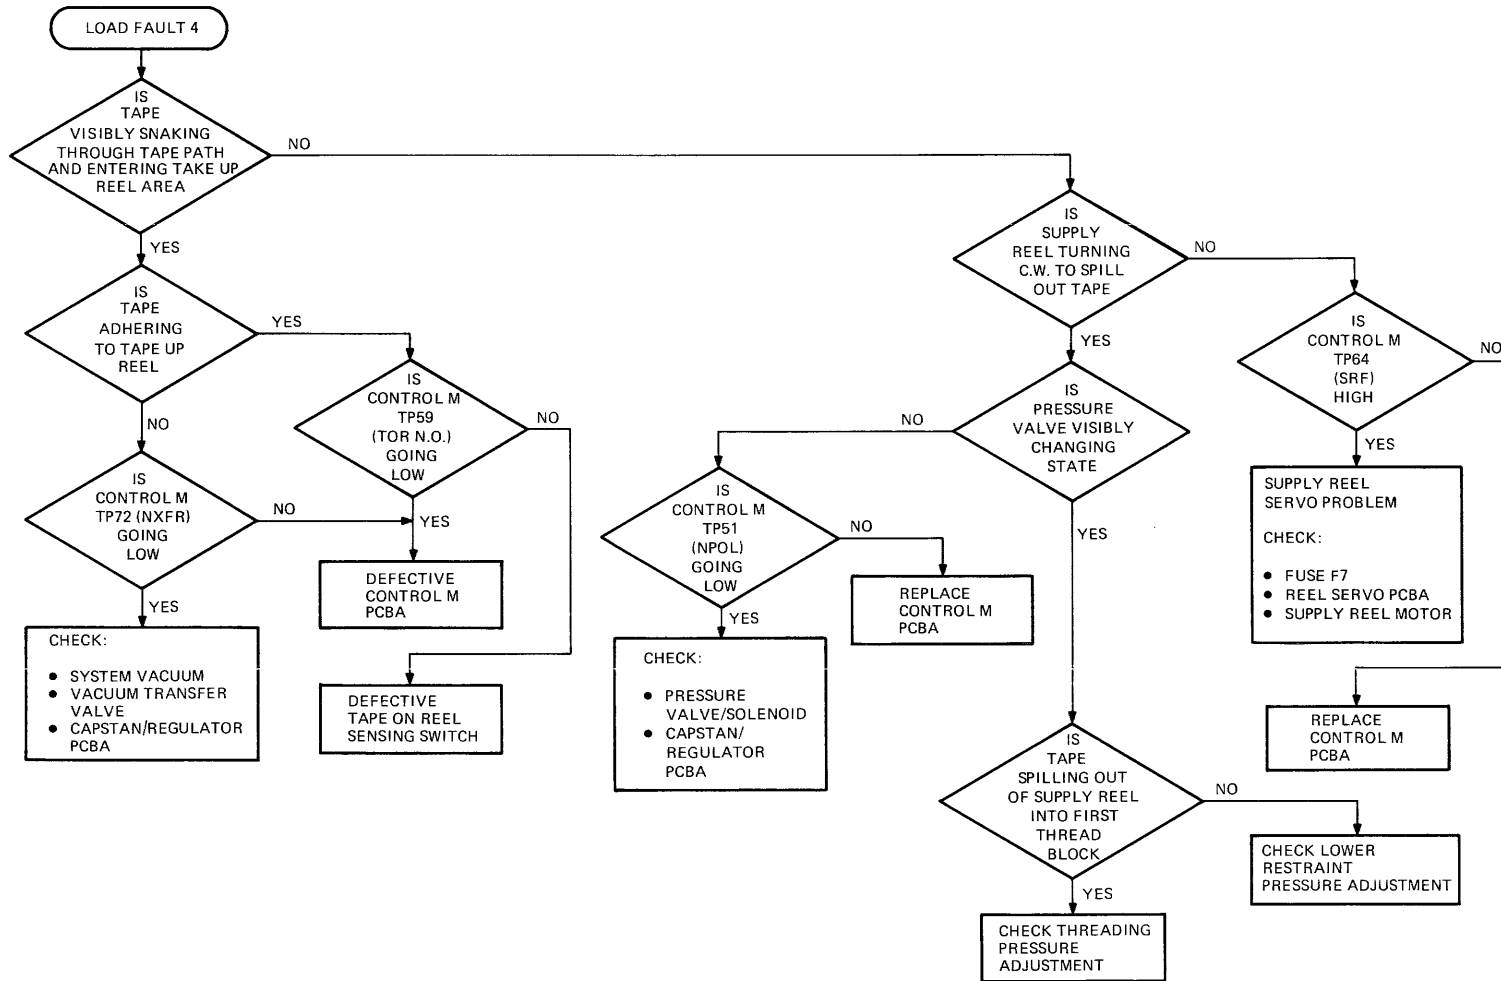 LOAD FAULT 4
IS
TAPE
VISIBLY SNAKING
THROUGH TAPE PATH
AND ENTERING TAKE UP
REEL AREA
NO
YES
IS
TAPE
ADHERING
TO TAPE UP
REEL
YES
NO
IS
CONTROL M
TP59
(TOR N.O.)
GOING
LOW
NO
YES
IS
CONTROL M
TP72 (NXFR)
GOING
LOW
NO
YES
DEFECTIVE
CONTROL M
PCBA
CHECK:
● SYSTEM VACUUM
● VACUUM TRANSFER
VALVE
● CAPSTAN/REGULATOR
PCBA
DEFECTIVE
TAPE ON REEL
SENSING SWITCH
IS
SUPPLY
REEL TURNING
C.W. TO SPILL
OUT TAPE
NO
YES
IS
CONTROL M
TP64
(SRF)
HIGH
NO
YES
SUPPLY REEL
SERVO PROBLEM
CHECK:
● FUSE F7
● REEL SERVO PCBA
● SUPPLY REEL MOTOR
REPLACE
CONTROL M
PCBA
IS
PRESSURE
VALVE VISIBLY
CHANGING
STATE
NO
YES
IS
CONTROL M
TP51
(NPOL)
GOING
LOW
NO
YES
REPLACE
CONTROL M
PCBA
CHECK:
● PRESSURE
VALVE/SOLENOID
● CAPSTAN/
REGULATOR
PCBA
IS
TAPE
SPILLING OUT
OF SUPPLY REEL
INTO FIRST
THREAD
BLOCK
NO
YES
CHECK LOWER
RESTRAINT
PRESSURE ADJUSTMENT
CHECK THREADING
PRESSURE
ADJUSTMENT